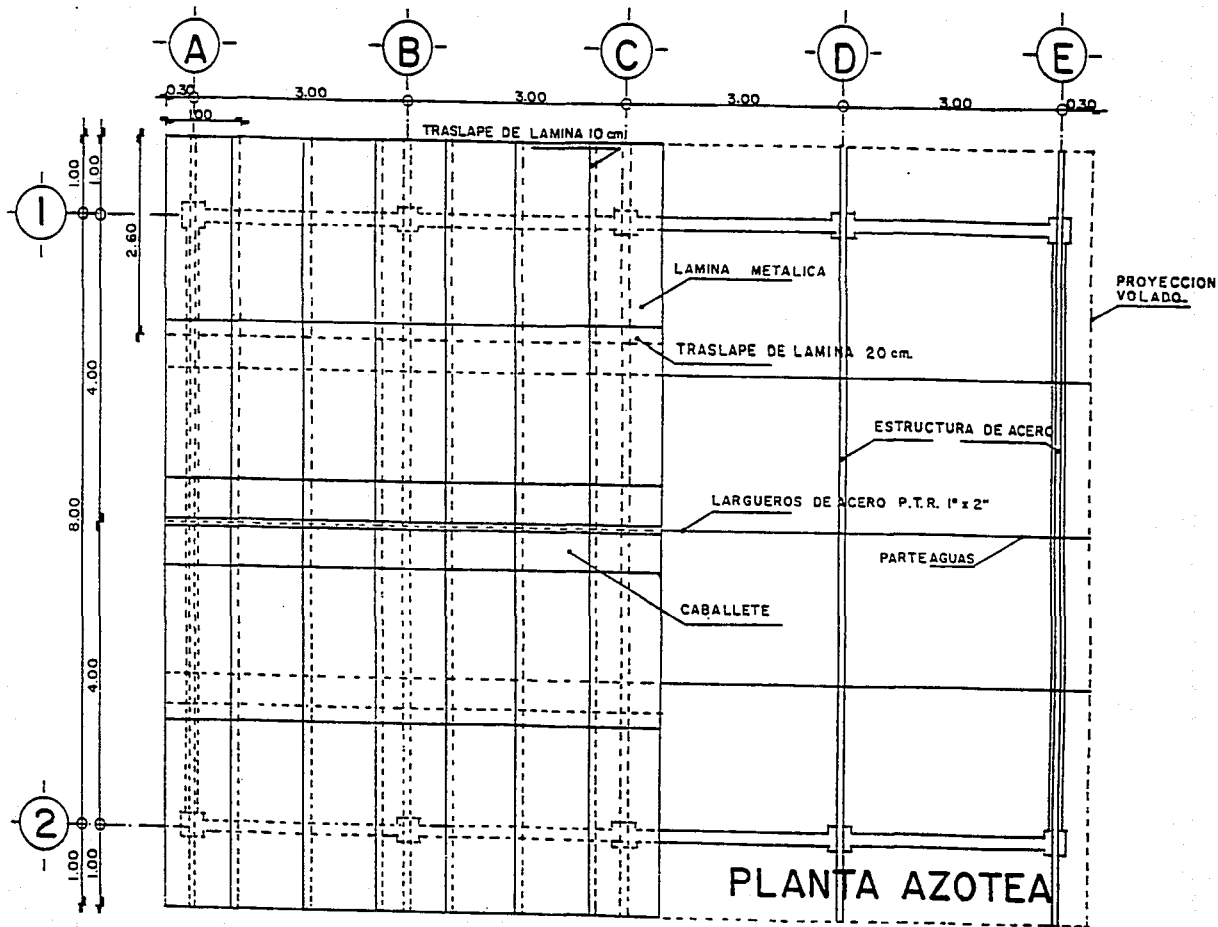 A B C D E
0.30 3.00 3.00 3.00 3.00 0.30
1.00
TRASLAPE DE LAMINA 10 cm
1.00
1.00
1
2.60
LAMINA METALICA
PROYECCION
VOLADO
TRASLAPE DE LAMINA 20 cm.
4.00
ESTRUCTURA DE ACERO
8.00
LARGUEROS DE ACERO P.T.R. 1" x 2"
PARTEAGUAS
CABALLETE
4.00
2
1.00
1.00
PLANTA AZOTEA